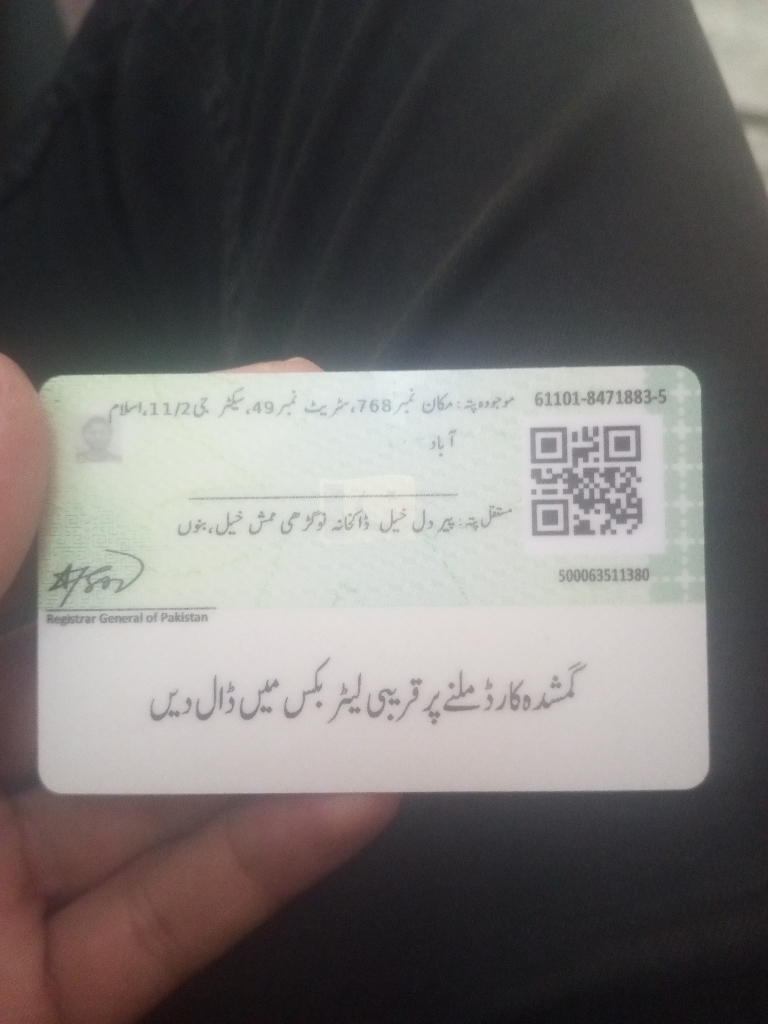 61101-8471883-5
موجودہ پتہ: مکان نمبر 768، سٹریٹ نمبر 49، سیکٹر جی 11/2، اسلام
آباد
مستقل پتہ: پیر دل خیل ڈاکخانہ نوگڑھی ممش خیل، بنوں
500063511380
Registrar General of Pakistan
گمشدہ کارڈ ملنے پر قریبی لیٹر بکس میں ڈال دیں